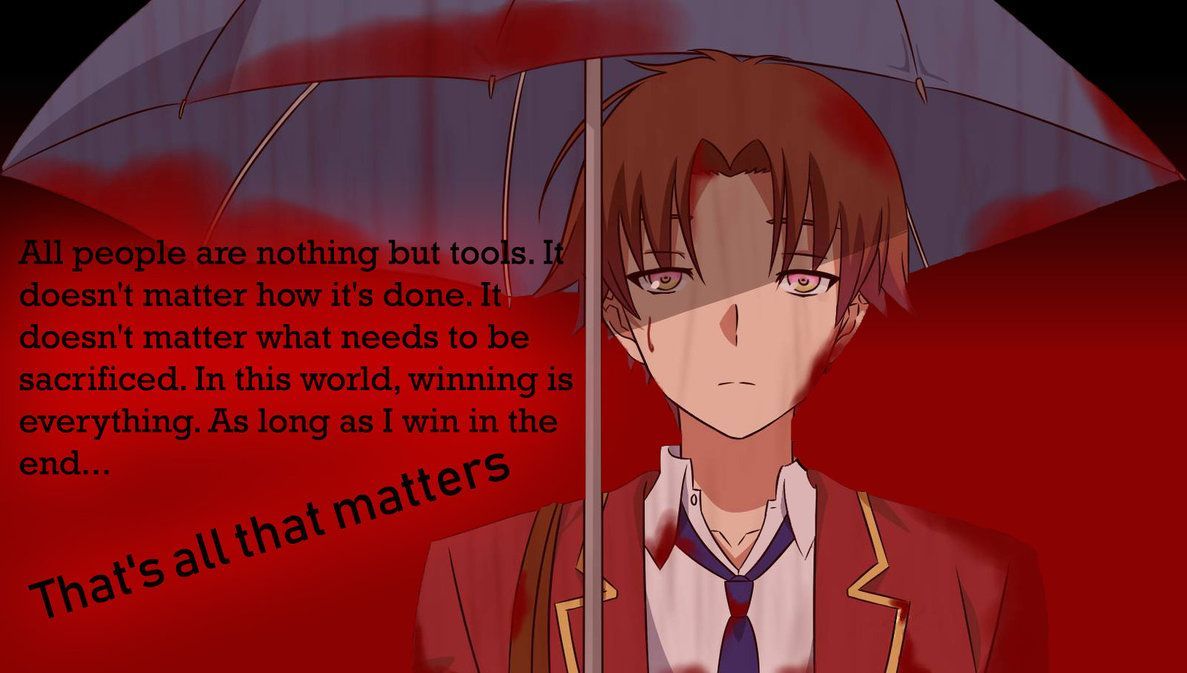 All people are nothing but tools. It
doesn't matter how it's done. It
doesn't matter what needs to be
sacrificed. In this world, winning is
everything. As long as I win in the
end...
That's all that matters